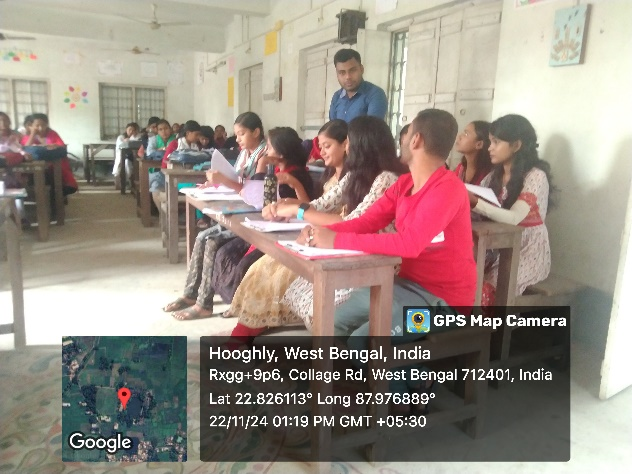 GPS Map Camera
Hooghly, West Bengal, India
Rxgg+9p6, Collage Rd, West Bengal 712401, India
Lat 22.826113° Long 87.976889°
22/11/24 01:19 PM GMT +05:30
Google